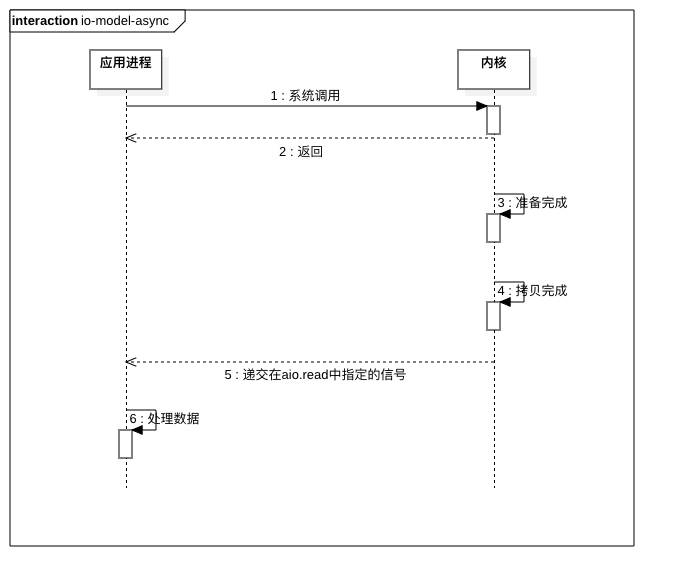 interaction io-model-async
应用进程
内核
1 : 系统调用
2 : 返回
3 : 准备完成
4 : 拷贝完成
5 : 递交在aio.read中指定的信号
6 : 处理数据